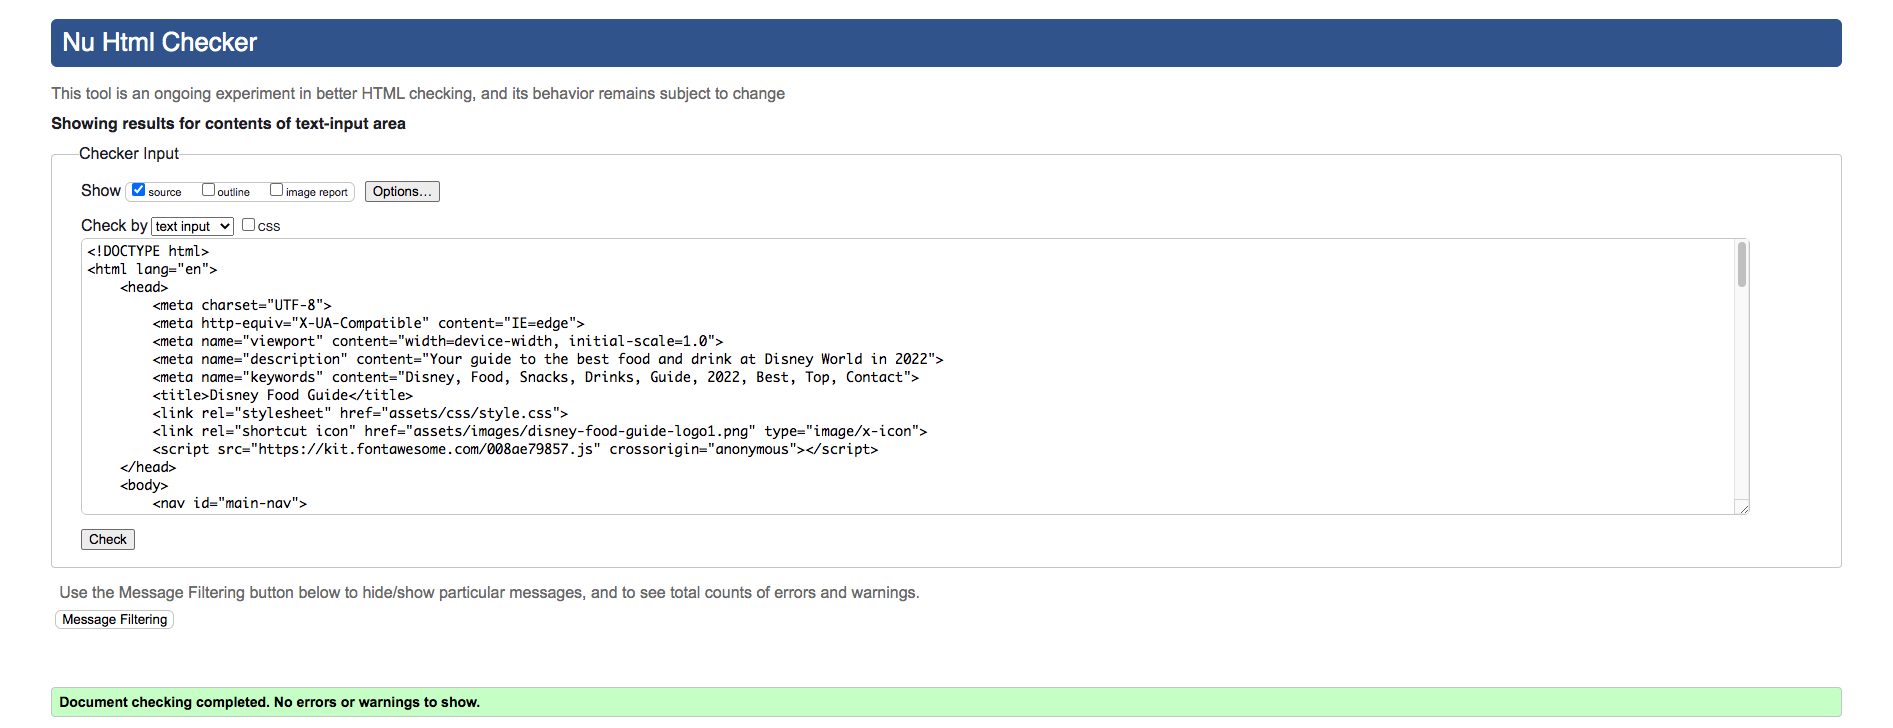 Nu Html Checker
This tool is an ongoing experiment in better HTML checking, and its behavior remains subject to change
Showing results for contents of text-input area
Checker Input
Show source outline image report Options...
Check by text input CSS
<!DOCTYPE html>
<html lang="en">
    <head>
        <meta charset="UTF-8">
        <meta http-equiv="X-UA-Compatible" content="IE=edge">
        <meta name="viewport" content="width=device-width, initial-scale=1.0">
        <meta name="description" content="Your guide to the best food and drink at Disney World in 2022">
        <meta name="keywords" content="Disney, Food, Snacks, Drinks, Guide, 2022, Best, Top, Contact">
        <title>Disney Food Guide</title>
        <link rel="stylesheet" href="assets/css/style.css">
        <link rel="shortcut icon" href="assets/images/disney-food-guide-logo1.png" type="image/x-icon">
        <script src="https://kit.fontawesome.com/008ae79857.js" crossorigin="anonymous"></script>
    </head>
    <body>
        <nav id="main-nav">
Check
Use the Message Filtering button below to hide/show particular messages, and to see total counts of errors and warnings.
Message Filtering
Document checking completed. No errors or warnings to show.